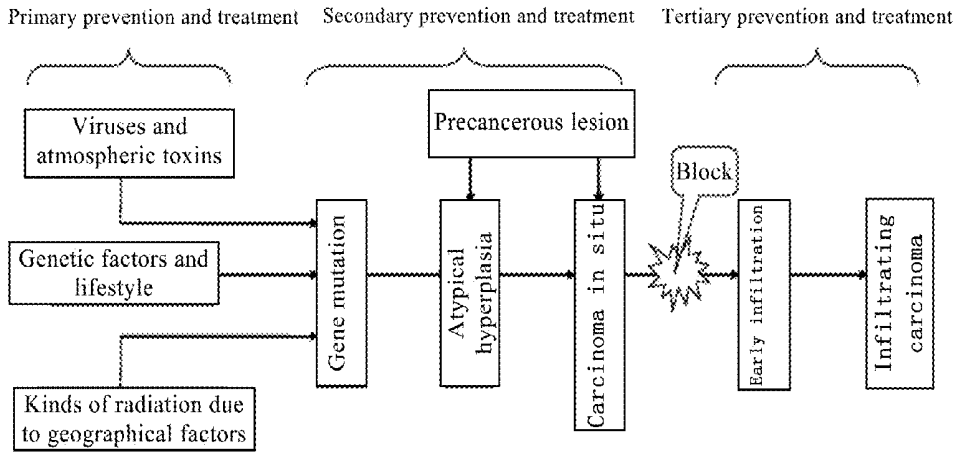 Primary prevention and treatment
Secondary prevention and treatment
Tertiary prevention and treatment
Viruses and
atmospheric toxins
Precancerous lesion
Block
Genetic factors and
lifestyle
Gene mutation
Atypical
hyperplasia
Carcinoma in situ
Early infiltration
Infiltrating
carcinoma
Kinds of radiation due
to geographical factors